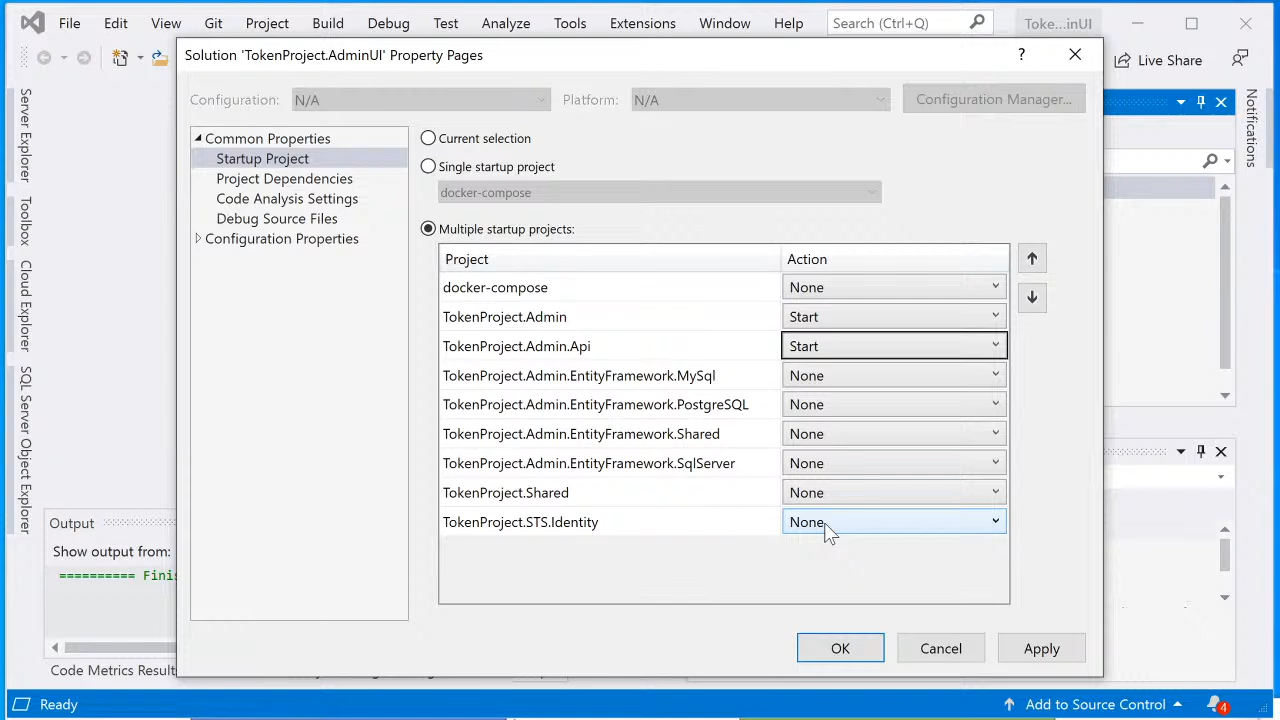 File Edit View Git Project Build Debug Test Analyze Tools Extensions Window Help Search (Ctrl+Q) Toke...inUI
Live Share
Solution 'TokenProject.AdminUI' Property Pages
?
Configuration: N/A Platform: N/A Configuration Manager...
Server Explorer
Toolbox
Cloud Explorer
SQL Server Object Explorer
Notifications
Common Properties
Startup Project
Project Dependencies
Code Analysis Settings
Debug Source Files
Configuration Properties
Current selection
Single startup project
docker-compose
Multiple startup projects:
Project Action
docker-compose None
TokenProject.Admin Start
TokenProject.Admin.Api Start
TokenProject.Admin.EntityFramework.MySql None
TokenProject.Admin.EntityFramework.PostgreSQL None
TokenProject.Admin.EntityFramework.Shared None
TokenProject.Admin.EntityFramework.SqlServer None
TokenProject.Shared None
TokenProject.STS.Identity None
OK Cancel Apply
Output
Show output from:
========== Finis
Code Metrics Result
Ready Add to Source Control 4